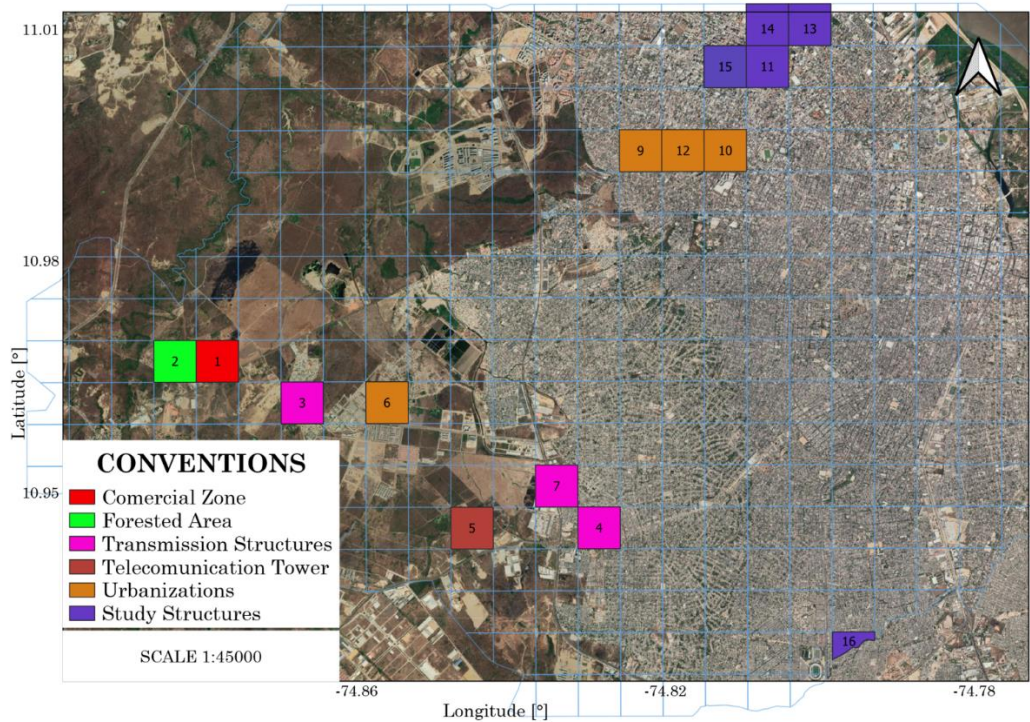 11.01
14
13
15
11
9
12
10
10.98
2
1
3
6
Latitude [°]
CONVENTIONS
Comercial Zone
Forested Area
Transmission Structures
Telecomunication Tower
Urbanizations
Study Structures
SCALE 1:45000
10.95
7
5
4
16
-74.86
-74.82
-74.78
Longitude [°]